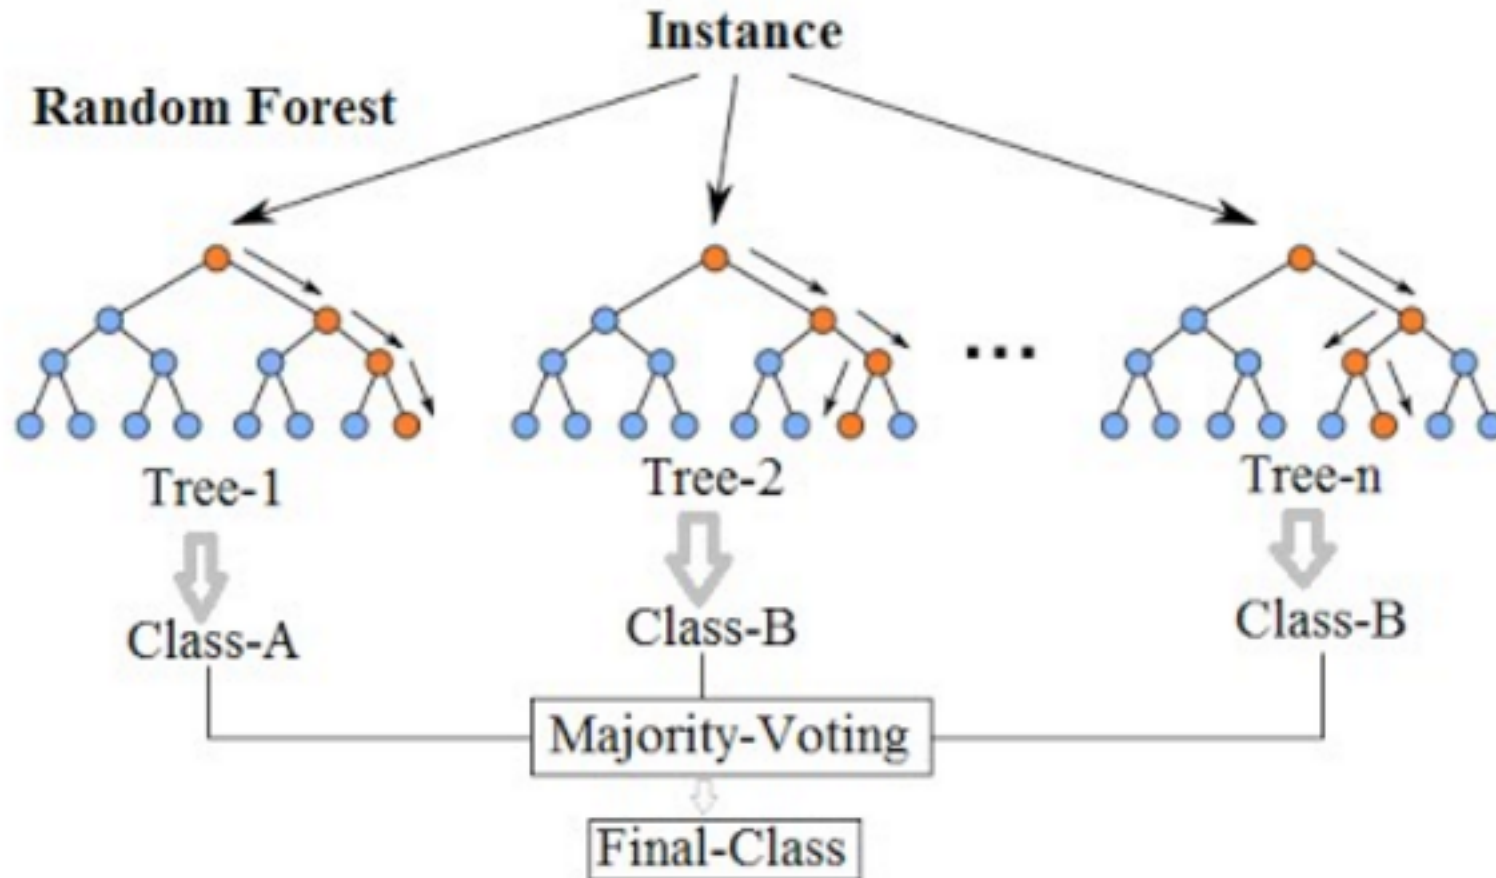 Instance
Random Forest
...
Tree-1
Tree-2
Tree-n
Class-A
Class-B
Class-B
Majority-Voting
Final-Class